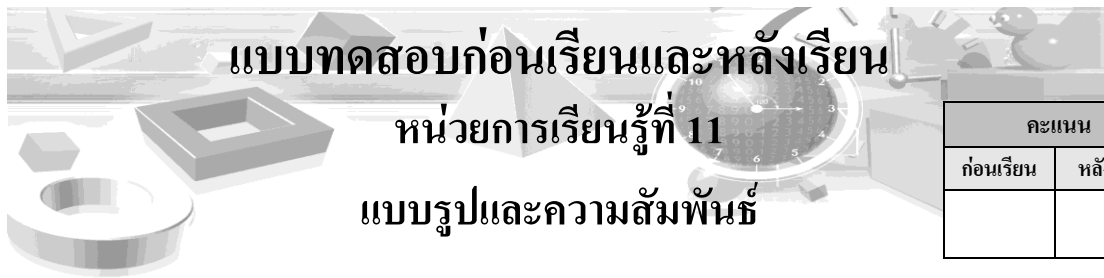 แบบทดสอบก่อนเรียนและหลังเรียน
หน่วยการเรียนรู้ที่ 11
แบบรูปและความสัมพันธ์
คะแนน
ก่อนเรียน